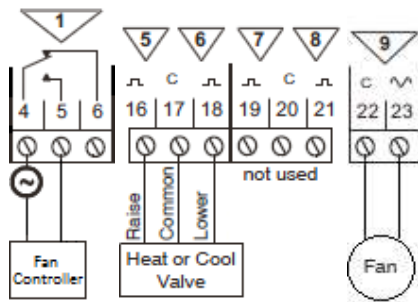 1
5 6 7 8 9
C C C
4 5 6 16 17 18 19 20 21 22 23
not used
Raise
Common
Lower
Fan
Controller
Heat or Cool
Valve
Fan